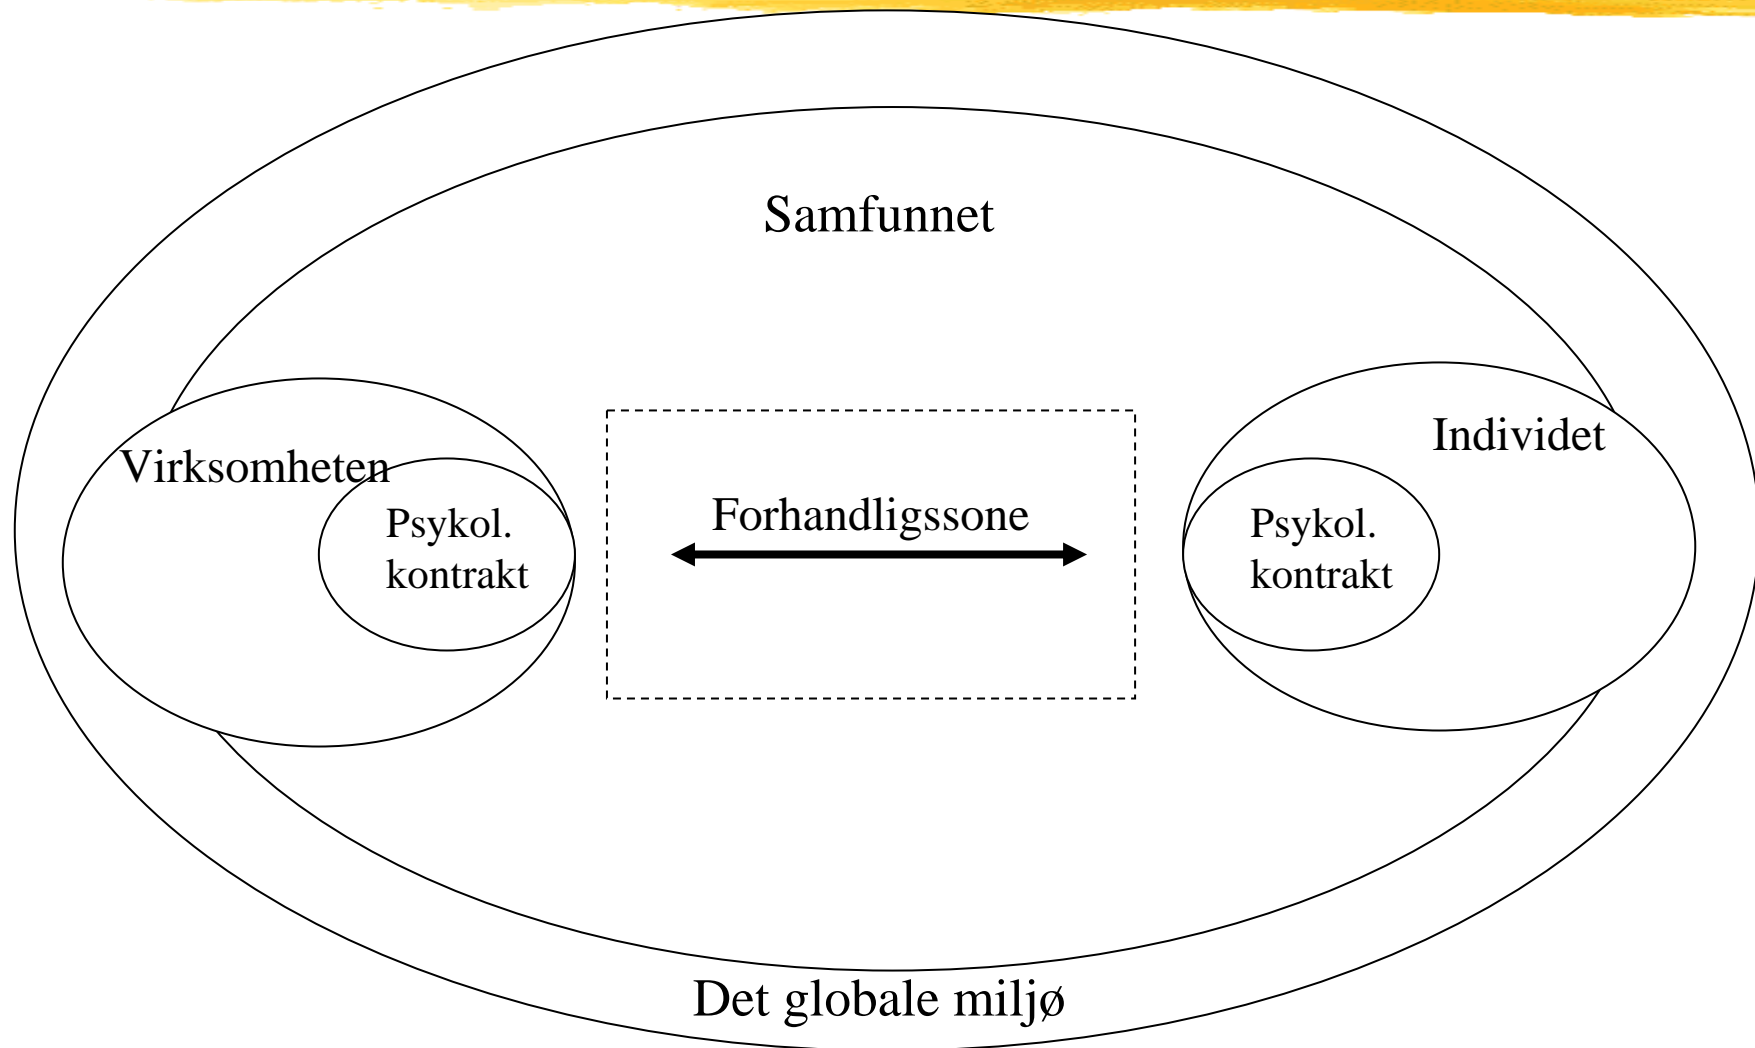 Samfunnet
Virksomheten
Psykol.
kontrakt
Forhandligssone
Individet
Psykol.
kontrakt
Det globale miljø